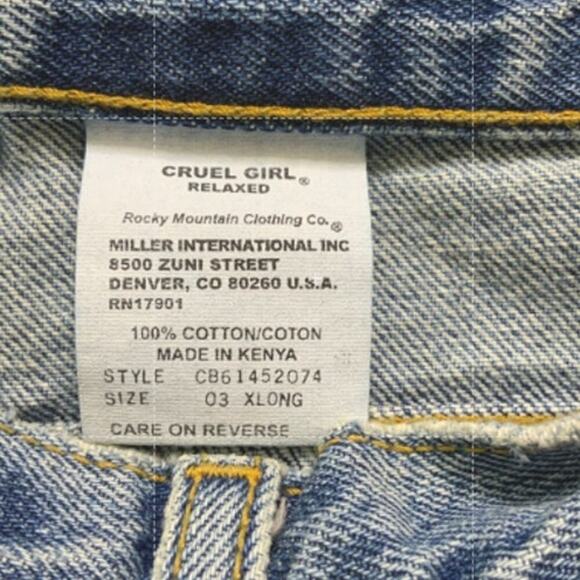 CRUEL GIRL®
RELAXED
Rocky Mountain Clothing Co.®
MILLER INTERNATIONAL INC
8500 ZUNI STREET
DENVER, CO 80260 U.S.A.
RN17901
100% COTTON/COTON
MADE IN KENYA
STYLE CB61452074
SIZE 03 XLONG
CARE ON REVERSE